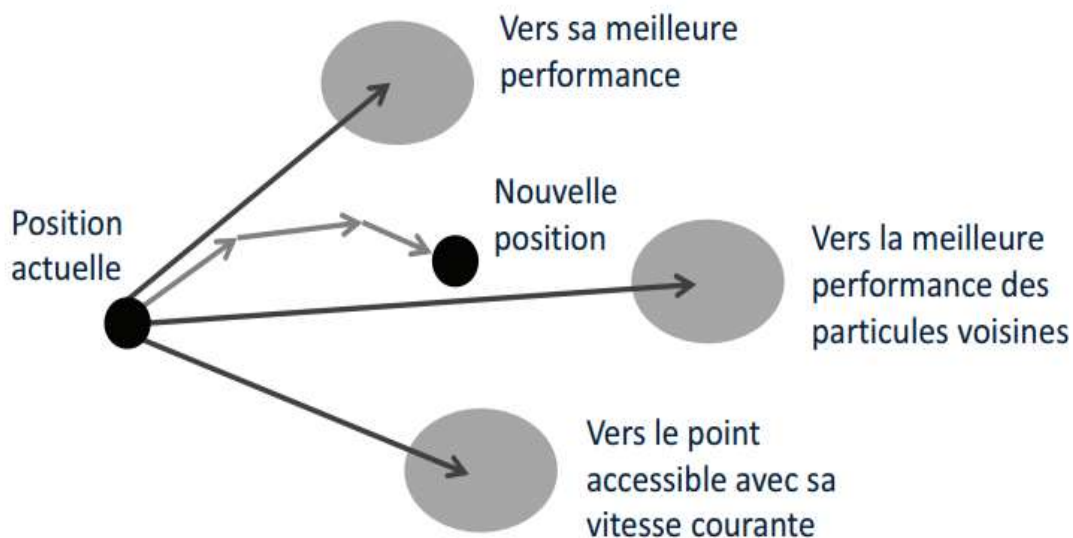 Vers sa meilleure
performance
Position
actuelle
Nouvelle
position
Vers la meilleure
performance des
particules voisines
Vers le point
accessible avec sa
vitesse courante